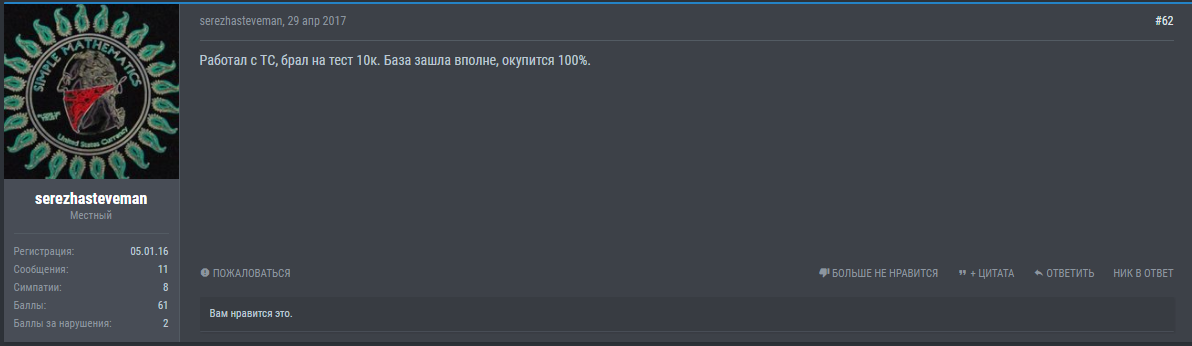 serezhasteveman, 29 апр 2017
#62
Работал с ТС, брал на тест 10к. База зашла вполне, окупится 100%.
SIMPLE MATHEMATICS
United States Currency
serezhasteveman
Местный
Регистрация: 05.01.16
Сообщения: 11
Симпатии: 8
Баллы: 61
Баллы за нарушения: 2
ПОЖАЛОВАТЬСЯ
БОЛЬШЕ НЕ НРАВИТСЯ
+ ЦИТАТА
ОТВЕТИТЬ
НИК В ОТВЕТ
Вам нравится это.